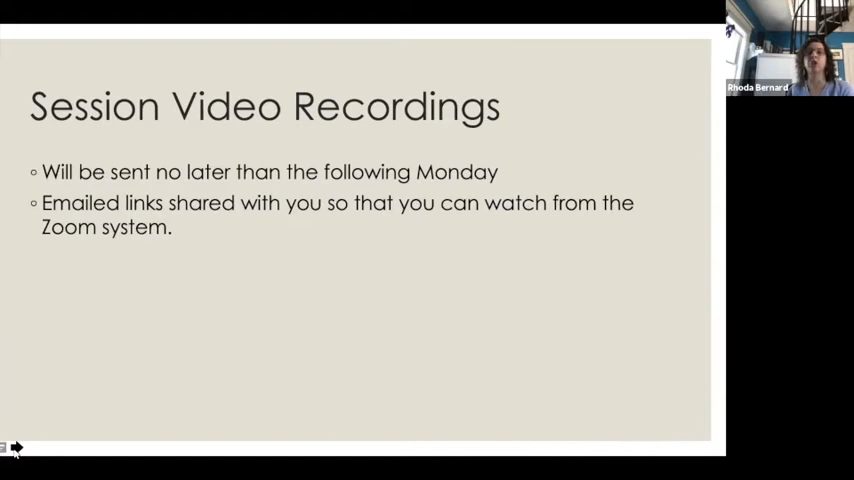 Session Video Recordings
◦ Will be sent no later than the following Monday
◦ Emailed links shared with you so that you can watch from the
Zoom system.
Rhoda Bernard